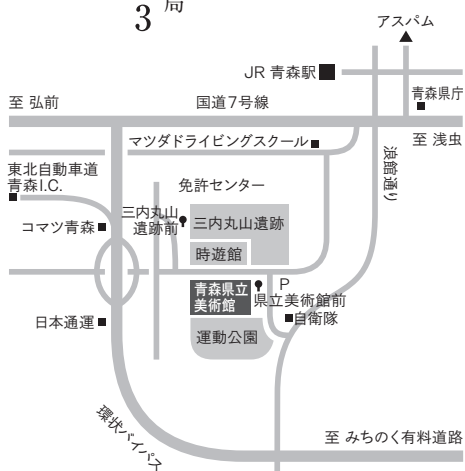 3
局
アスパム
JR 青森駅
青森県庁
至 弘前
国道7号線
至 浅虫
マツダドライビングスクール
浪館通り
東北自動車道
青森I.C.
免許センター
三内丸山
遺跡前
三内丸山遺跡
コマツ青森
時遊館
青森県立
美術館
P
県立美術館前
自衛隊
日本通運
運動公園
環状バイパス
至 みちのく有料道路